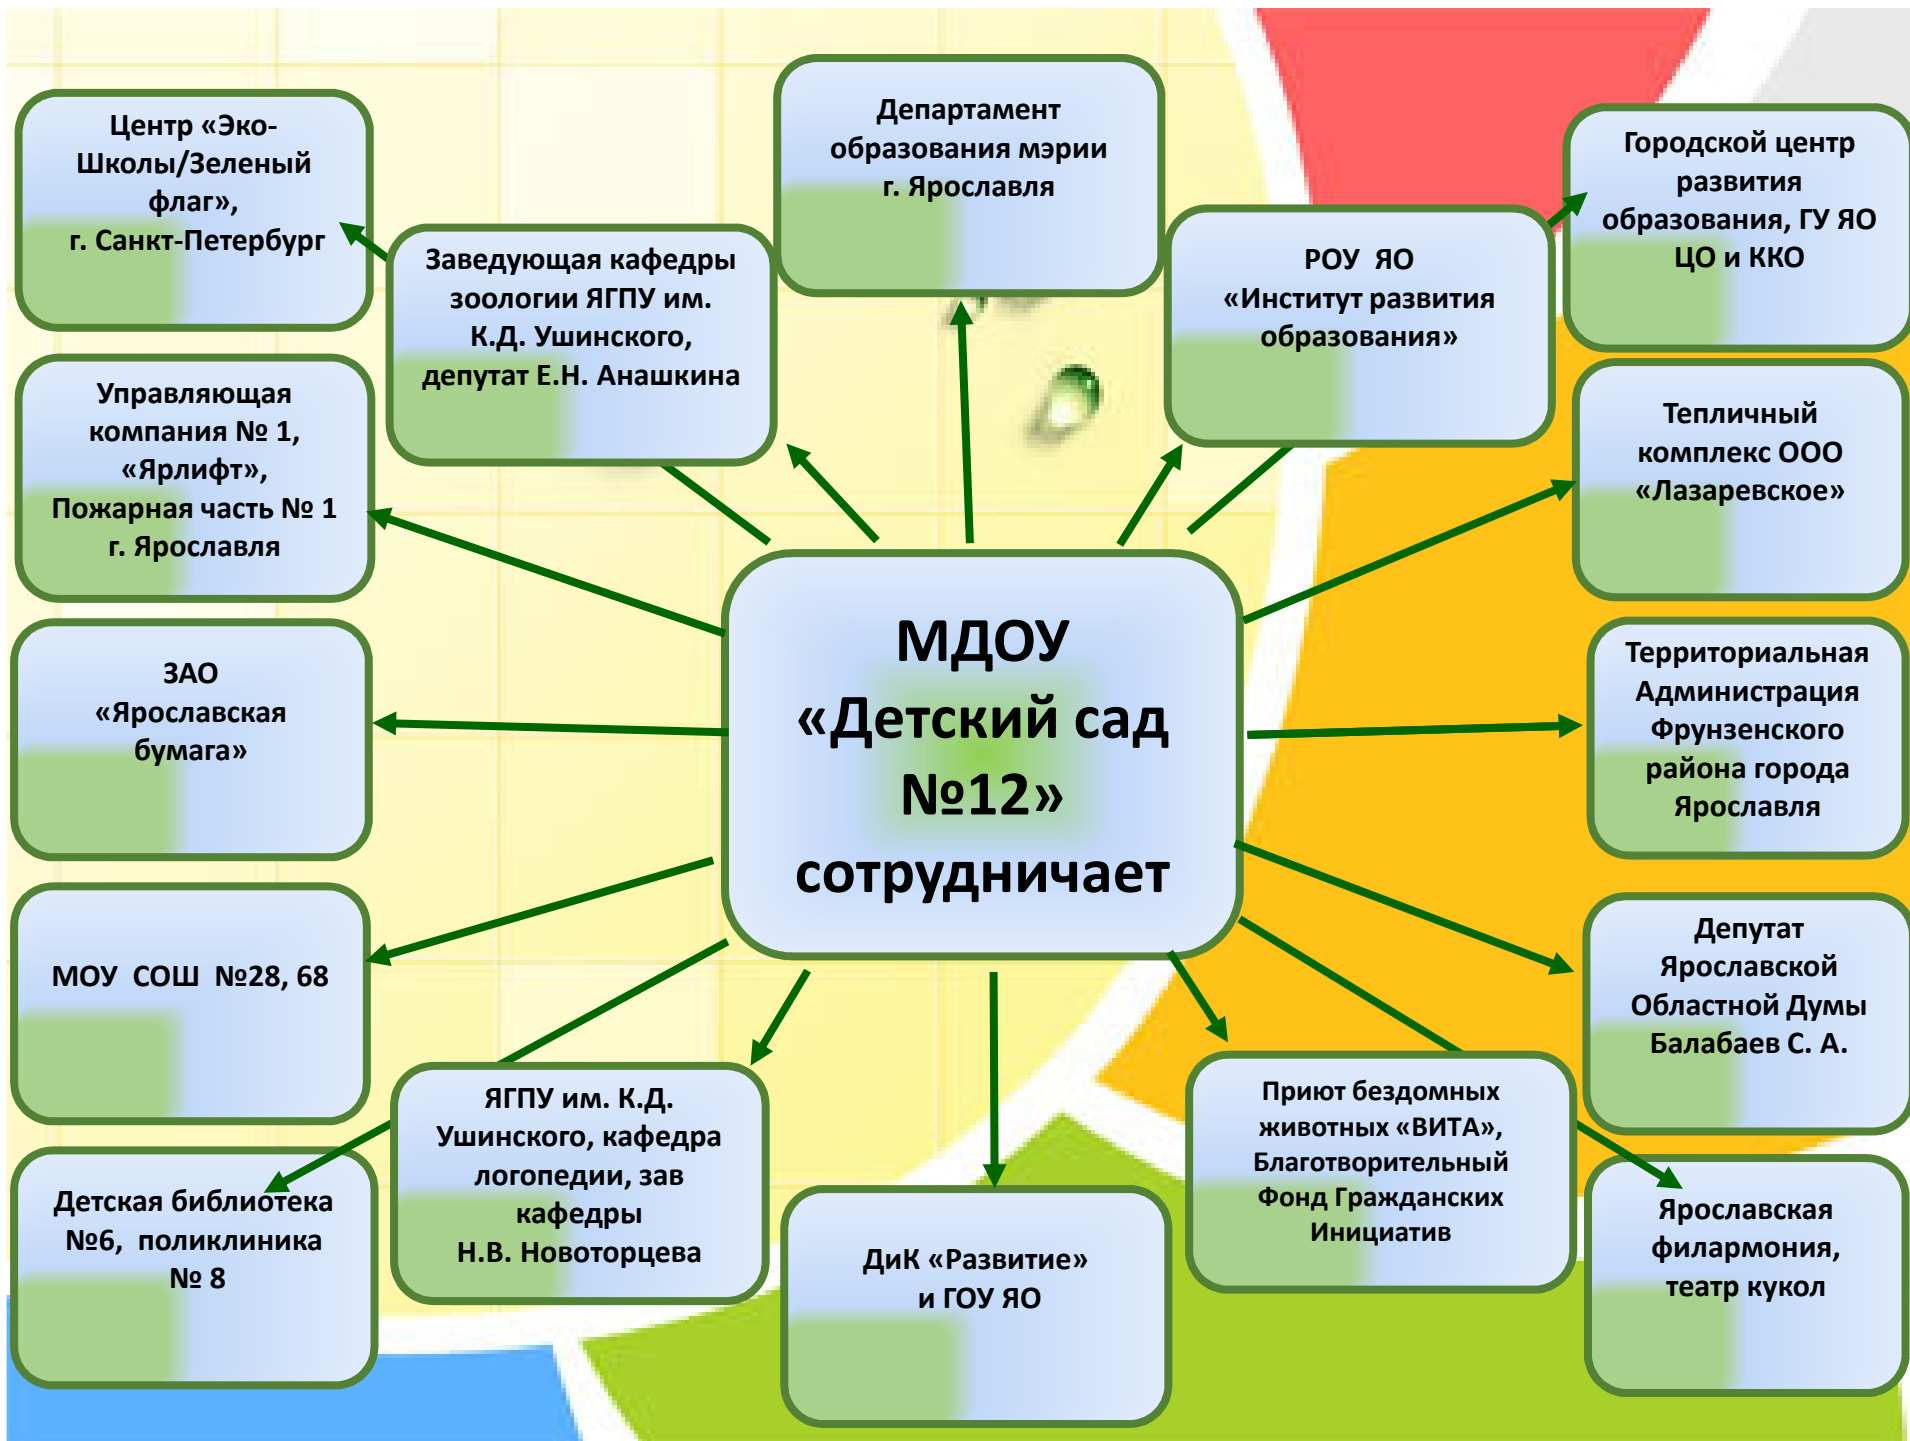 Центр «Эко-
Школы/Зеленый
флаг»,
г. Санкт-Петербург
Заведующая кафедры
зоологии ЯГПУ им.
К.Д. Ушинского,
депутат Е.Н. Анашкина
Департамент
образования мэрии
г. Ярославля
РОУ ЯО
«Институт развития
образования»
Городской центр
развития
образования, ГУ ЯО
ЦО и ККО
Управляющая
компания № 1,
«Ярлифт»,
Пожарная часть № 1
г. Ярославля
Тепличный
комплекс ООО
«Лазаревское»
ЗАО
«Ярославская
бумага»
МДОУ
«Детский сад
№12»
сотрудничает
Территориальная
Администрация
Фрунзенского
района города
Ярославля
МОУ СОШ №28, 68
Депутат
Ярославской
Областной Думы
Балабаев С. А.
Детская библиотека
№6, поликлиника
№ 8
ЯГПУ им. К.Д.
Ушинского, кафедра
логопедии, зав
кафедры
Н.В. Новоторцева
ДиК «Развитие»
и ГОУ ЯО
Приют бездомных
животных «ВИТА»,
Благотворительный
Фонд Гражданских
Инициатив
Ярославская
филармония,
театр кукол